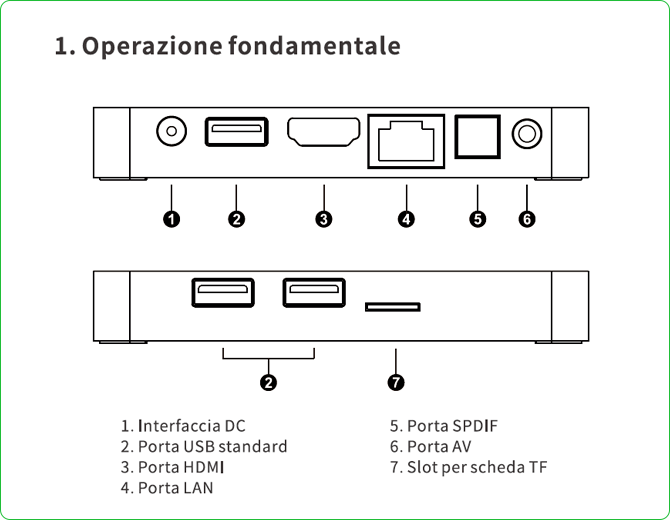 1. Operazione fondamentale
1 2 3 4 5 6
2 7
1. Interfaccia DC
2. Porta USB standard
3. Porta HDMI
4. Porta LAN
5. Porta SPDIF
6. Porta AV
7. Slot per scheda TF